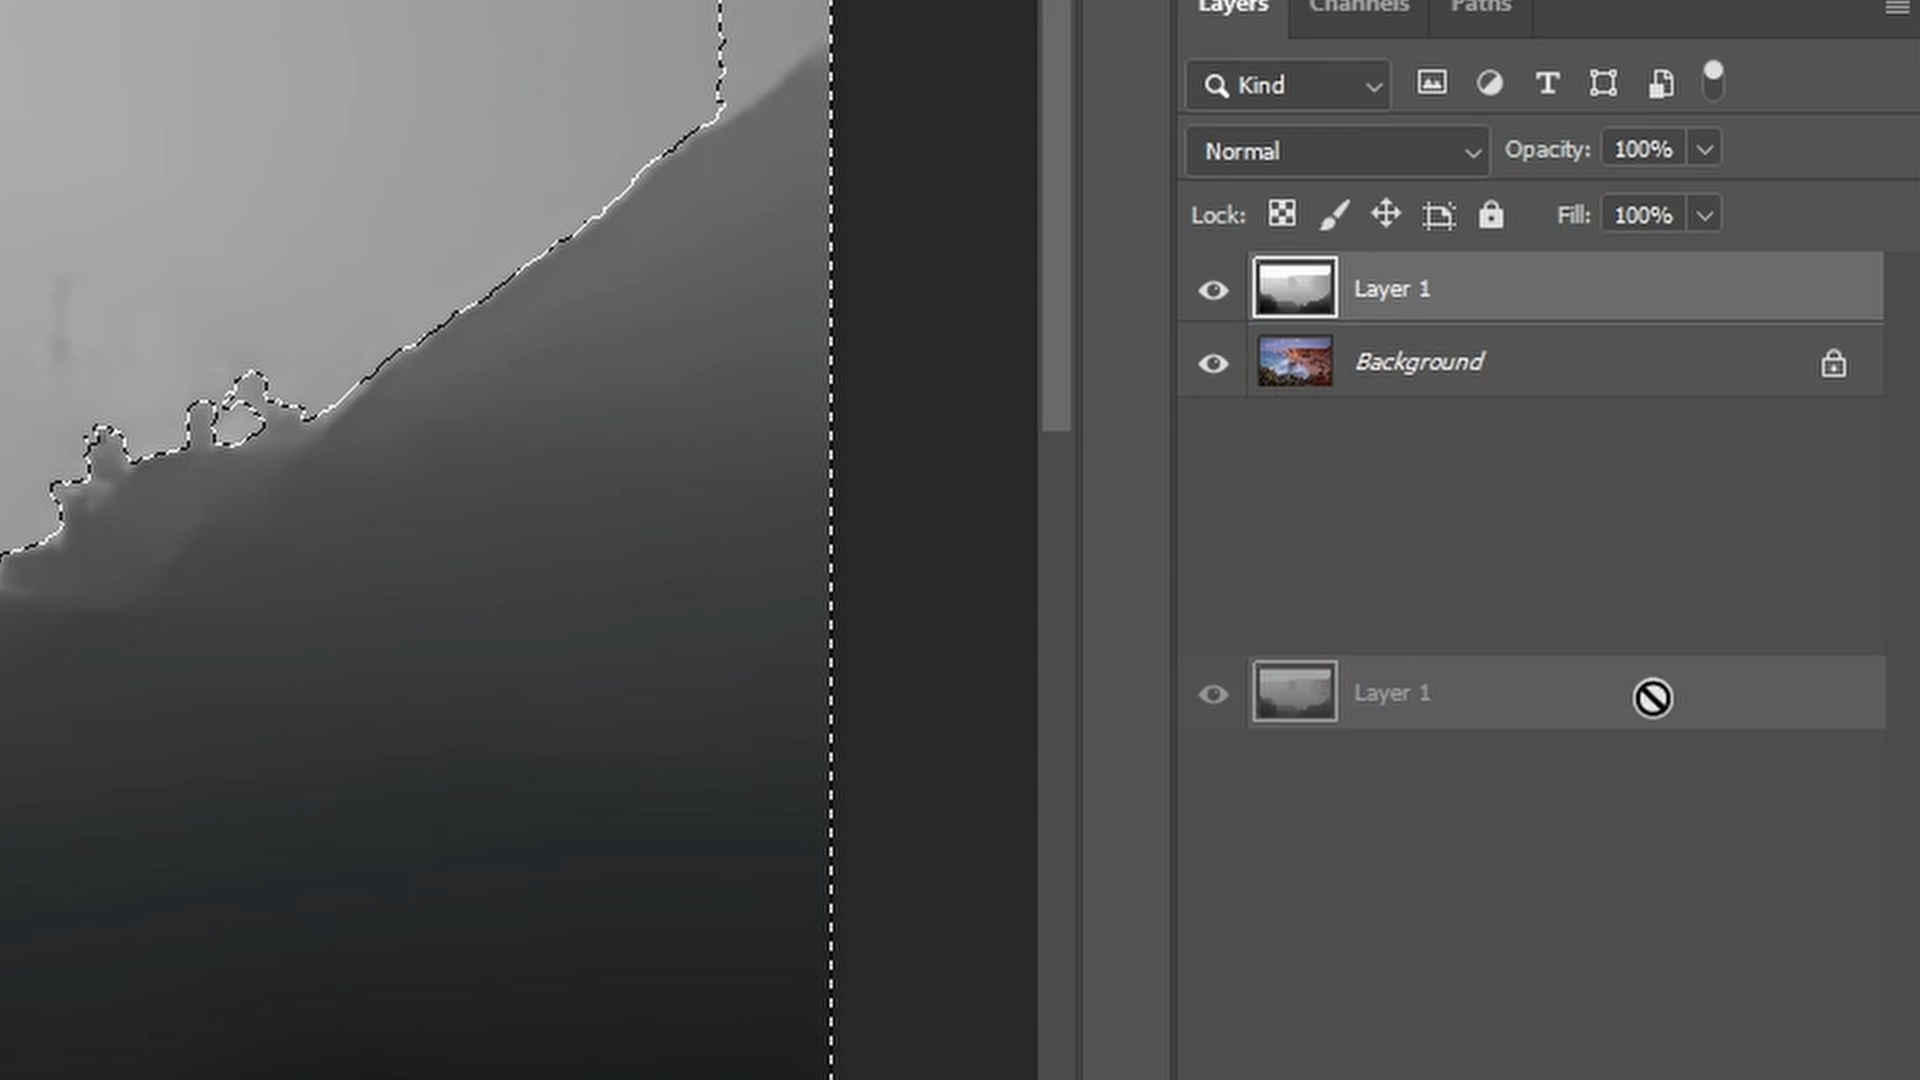 Layers Channels Paths
Kind
Normal Opacity: 100%
Lock: Fill: 100%
Layer 1
Background
Layer 1